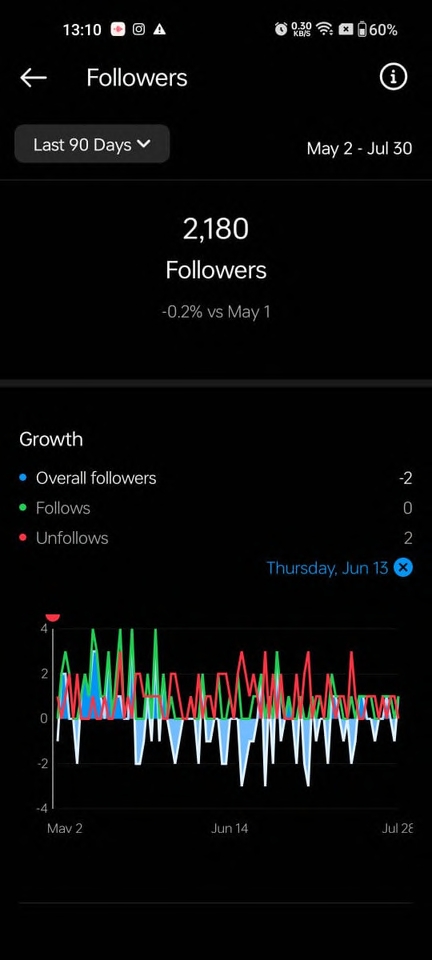 13:10 0.30 KB/S 60%
Followers
Last 90 Days May 2 - Jul 30
2,180
Followers
-0.2% vs May 1
Growth
Overall followers -2
Follows 0
Unfollows 2
Thursday, Jun 13
4
2
0
-2
-4
May 2 Jun 14 Jul 28